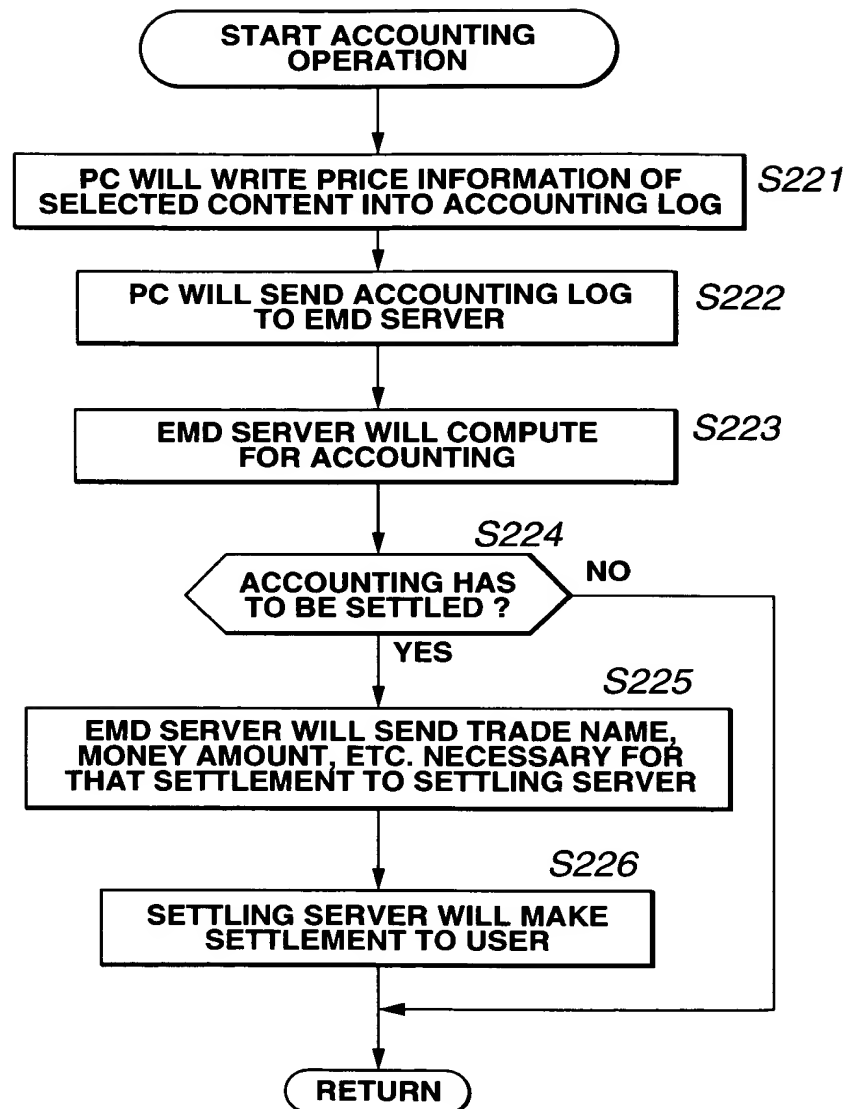 START ACCOUNTING
OPERATION
PC WILL WRITE PRICE INFORMATION OF
SELECTED CONTENT INTO ACCOUNTING LOG
S221
PC WILL SEND ACCOUNTING LOG
TO EMD SERVER
S222
EMD SERVER WILL COMPUTE
FOR ACCOUNTING
S223
S224
ACCOUNTING HAS
TO BE SETTLED ?
NO
YES
S225
EMD SERVER WILL SEND TRADE NAME,
MONEY AMOUNT, ETC. NECESSARY FOR
THAT SETTLEMENT TO SETTLING SERVER
S226
SETTLING SERVER WILL MAKE
SETTLEMENT TO USER
RETURN